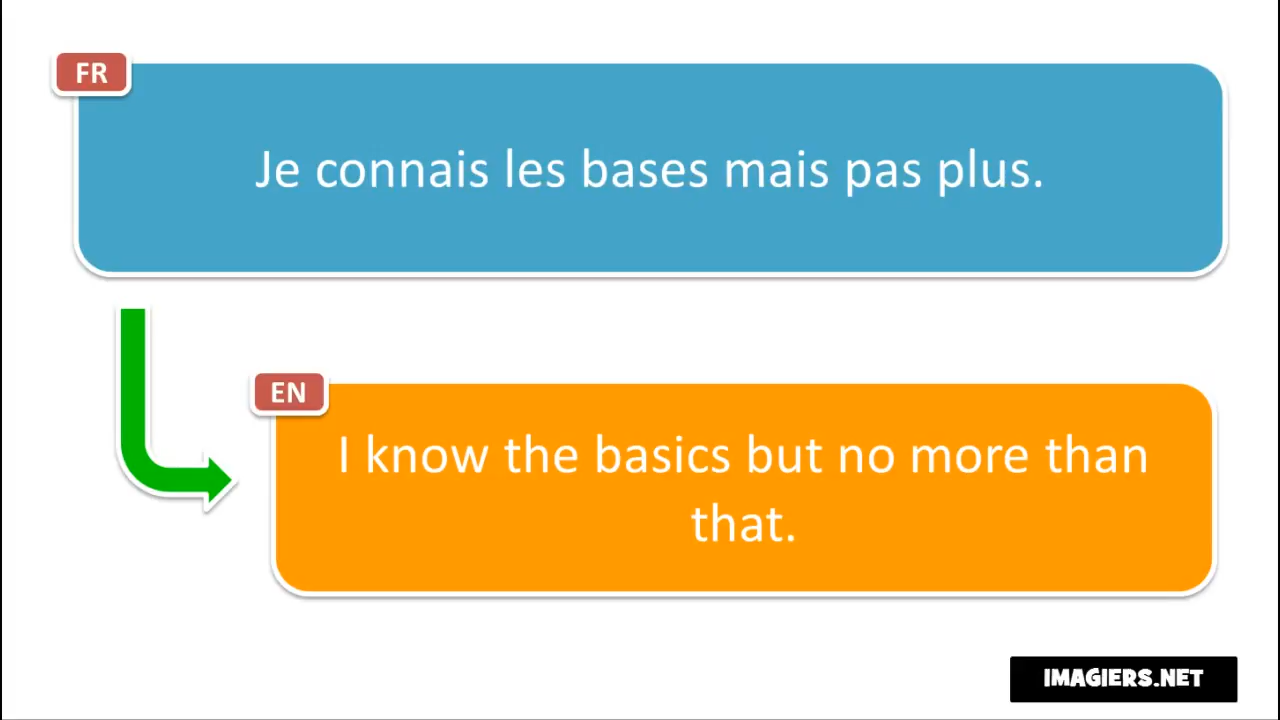 FR
Je connais les bases mais pas plus.
EN
I know the basics but no more than
that.
IMAGIERS.NET